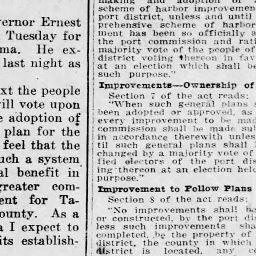 vernor Ernest
Tuesday for
ma. He ex-
last night as
xt the people
vill vote upon
e adoption of
plan for the
feel that the
uch a system
al benefit in
greater com-
ment for Ta-
ounty. As a
a I expect to
its establish-
making and adoption of
scheme of harbor improvement
port district, unless and until
prehensive scheme of harbor
ment has been so officially a
the port commission and rati
majority vote of the people of
district voting thereon in fav
at an election which shall be
such purpose."
Improvements—Ownership of
Section 7 of the act reads:
"When such general plans
been adopted or approved, as
every improvement to be mad
commission shall be made sub
in accordance therewith unless
til such general plans shall
changed by a majority vote of
fied electors of the port dis
ing thereon at an election held
purpose."
Improvement to Follow Plans
Section 8 of the act reads:
"No improvements shall be
or constructed, by the port dis
less such improvements sha
completed, be the property of
district, the county in which
district is located, any